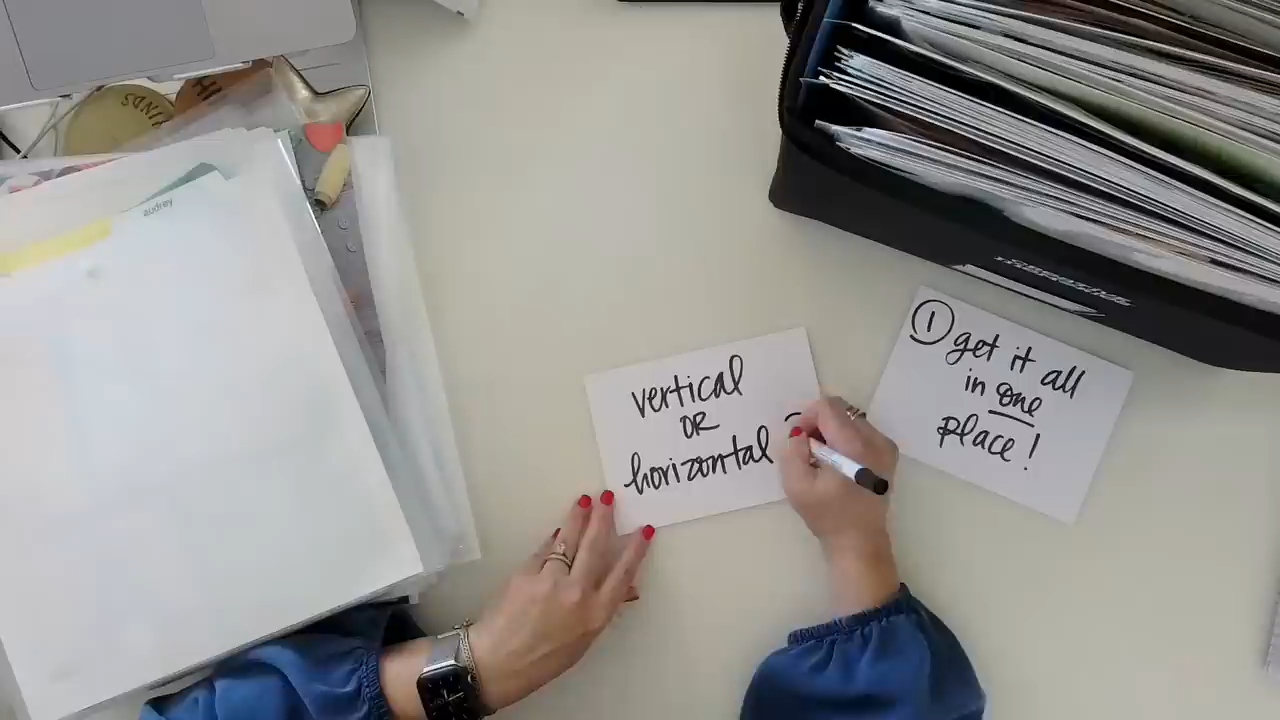 audrey
vertical
OR
horizontal
① get it all
in one
place!